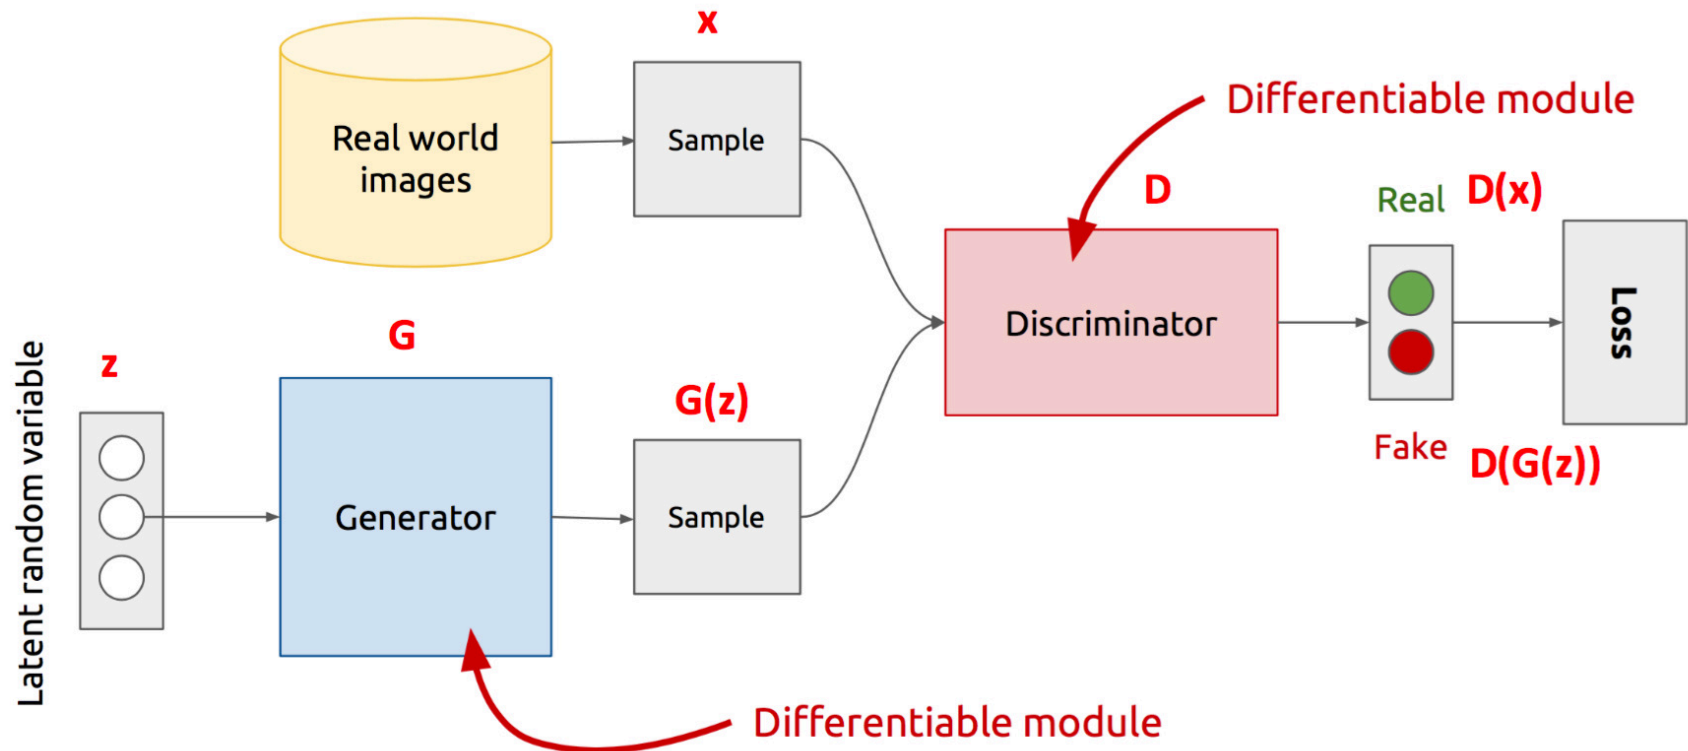 x
Real world
images
Sample
Differentiable module
D
Real
D(x)
Discriminator
Loss
Fake
D(G(z))
Latent random variable
z
G
Generator
G(z)
Sample
Differentiable module